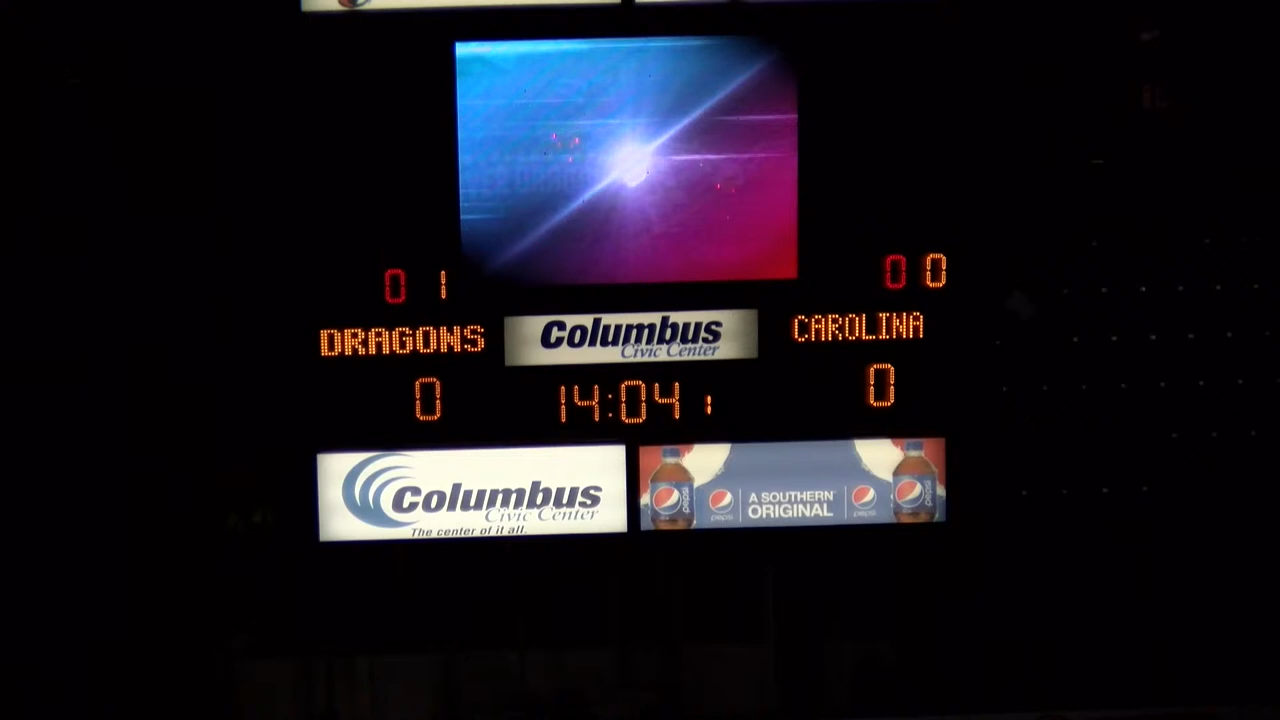 0 1
0 0
DRAGONS
Columbus
Civic Center
CAROLINA
0
14:04 1
0
Columbus
Civic Center
The center of it all.
pepsi
pepsi
A SOUTHERN
ORIGINAL
pepsi
pepsi